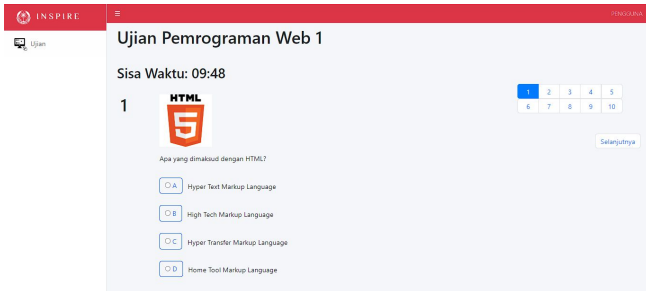 INSPIRE
PENGGUNA
Ujian
Ujian Pemrograman Web 1
Sisa Waktu: 09:48
1 2 3 4 5
6 7 8 9 10
Selanjutnya
1
HTML
5
Apa yang dimaksud dengan HTML?
A Hyper Text Markup Language
B High Tech Markup Language
C Hyper Transfer Markup Language
D Home Tool Markup Language